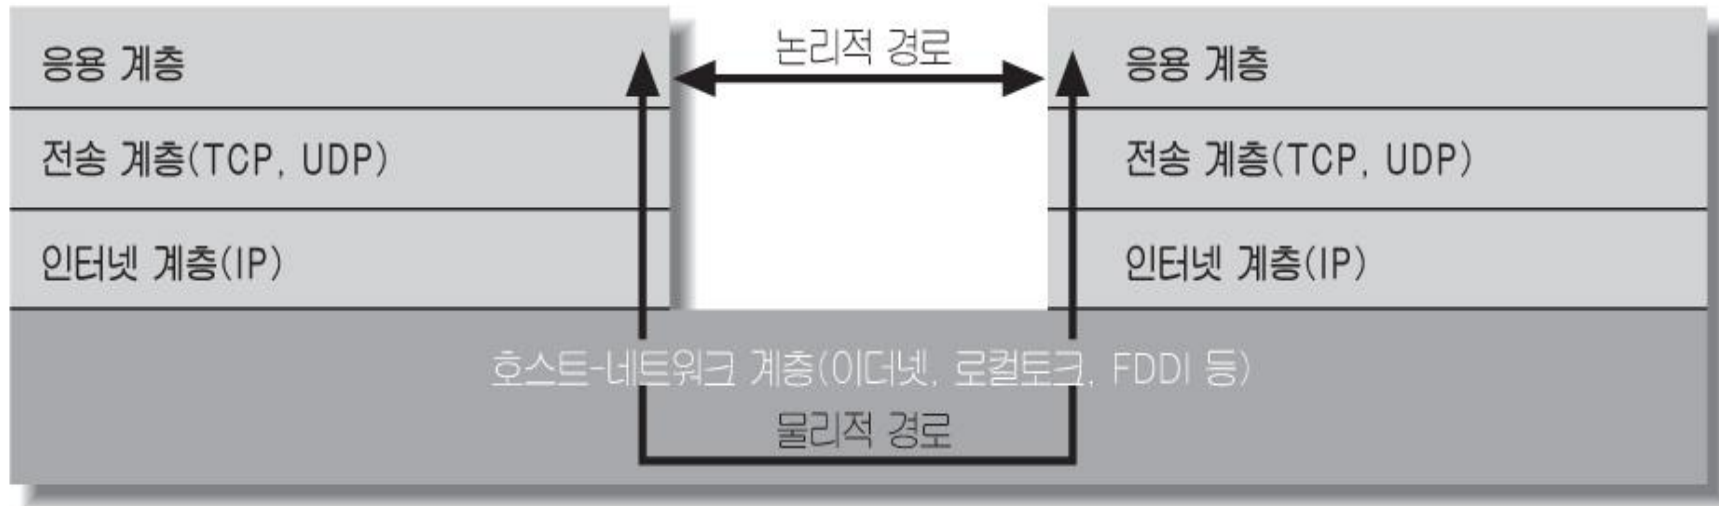 응용 계층
논리적 경로
응용 계층
전송 계층(TCP, UDP)
전송 계층(TCP, UDP)
인터넷 계층(IP)
인터넷 계층(IP)
호스트-네트워크 계층(이더넷, 로컬토크, FDDI 등)
물리적 경로